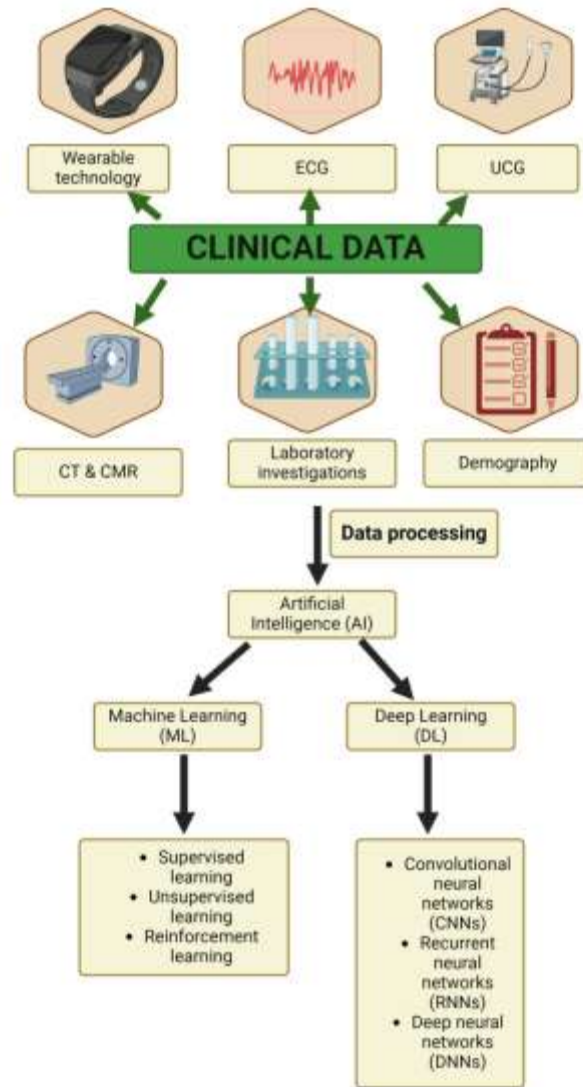 Wearable
technology
ECG
UCG
CLINICAL DATA
CT & CMR
Laboratory
investigations
Demography
Data processing
Artificial
Intelligence (AI)
Machine Learning
(ML)
Deep Learning
(DL)
• Supervised
learning
• Unsupervised
learning
• Reinforcement
learning
• Convolutional
neural
networks
(CNNs)
• Recurrent
neural
networks
(RNNs)
• Deep neural
networks
(DNNs)